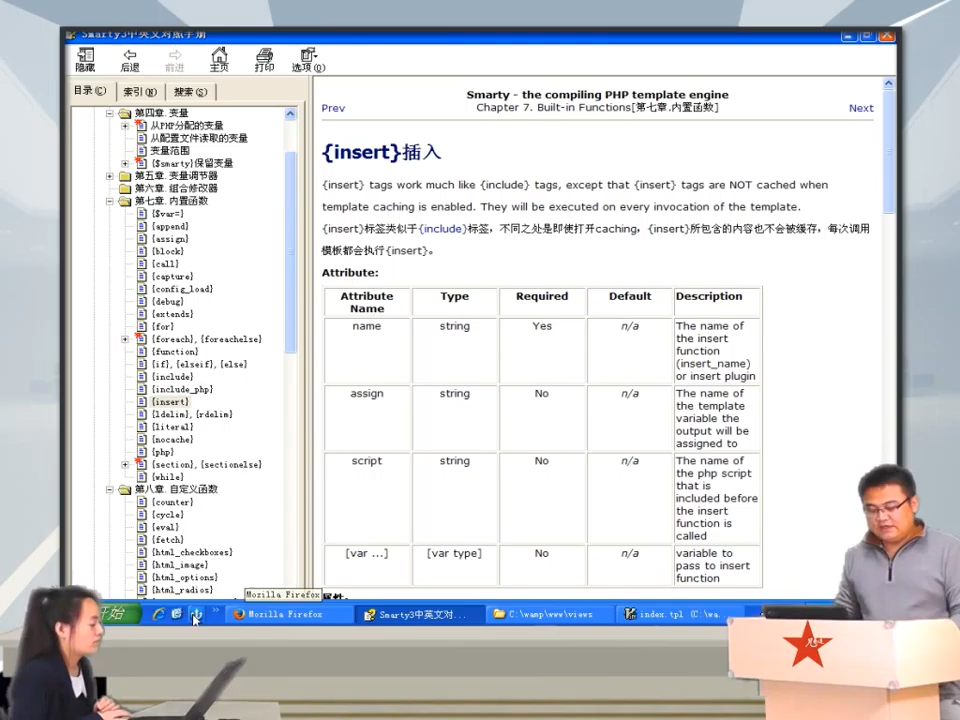 Smarty3中英文对照手册
隐藏 后退 前进 主页 打印 选项(O)
目录(C) 索引(N) 搜索(S)
第四章. 变量
从PHP分配的变量
从配置文件读取的变量
变量范围
{$smarty}保留变量
第五章. 变量调节器
第六章. 组合修改器
第七章. 内置函数
{$var=}
{append}
{assign}
{block}
{call}
{capture}
{config_load}
{debug}
{extends}
{for}
{foreach}, {foreachelse}
{function}
{if}, {elseif}, {else}
{include}
{include_php}
{insert}
{ldelim}, {rdelim}
{literal}
{nocache}
{php}
{section}, {sectionelse}
{while}
第八章. 自定义函数
{counter}
{cycle}
{eval}
{fetch}
{html_checkboxes}
{html_image}
{html_options}
{html_radios}
Smarty - the compiling PHP template engine
Prev Chapter 7. Built-in Functions[第七章.内置函数] Next
{insert}插入
{insert} tags work much like {include} tags, except that {insert} tags are NOT cached when
template caching is enabled. They will be executed on every invocation of the template.
{insert}标签类似于{include}标签，不同之处是即使打开caching，{insert}所包含的内容也不会被缓存，每次调用
模板都会执行{insert}。
Attribute:
Attribute Name Type Required Default Description
name string Yes n/a The name of the insert function (insert_name) or insert plugin
assign string No n/a The name of the template variable the output will be assigned to
script string No n/a The name of the php script that is included before the insert function is called
[var ...] [var type] No n/a variable to pass to insert function
Mozilla Firefox
开始 Mozilla Firefox Smarty3中英文对... C:\wamp\www\views index.tpl (C:\wa...